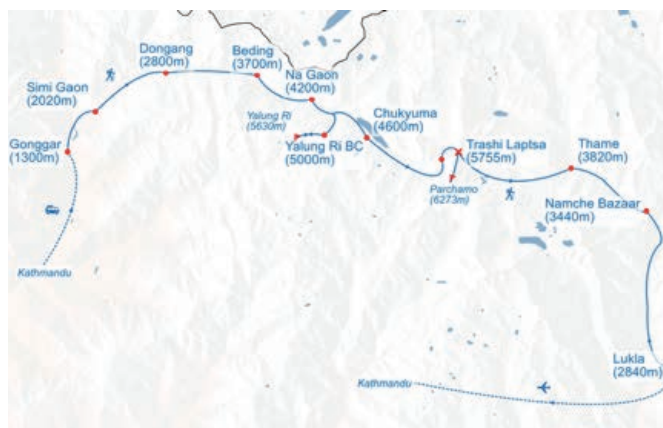 Dongang
(2800m)
Beding
(3700m)
Na Gaon
(4200m)
Simi Gaon
(2020m)
Yalung Ri
(5630m)
Chukyuma
(4600m)
Gonggar
(1300m)
Yalung Ri BC
(5000m)
Trashi Laptsa
(5755m)
Thame
(3820m)
Parchamo
(6273m)
Namche Bazaar
(3440m)
Kathmandu
Lukla
(2840m)
Kathmandu